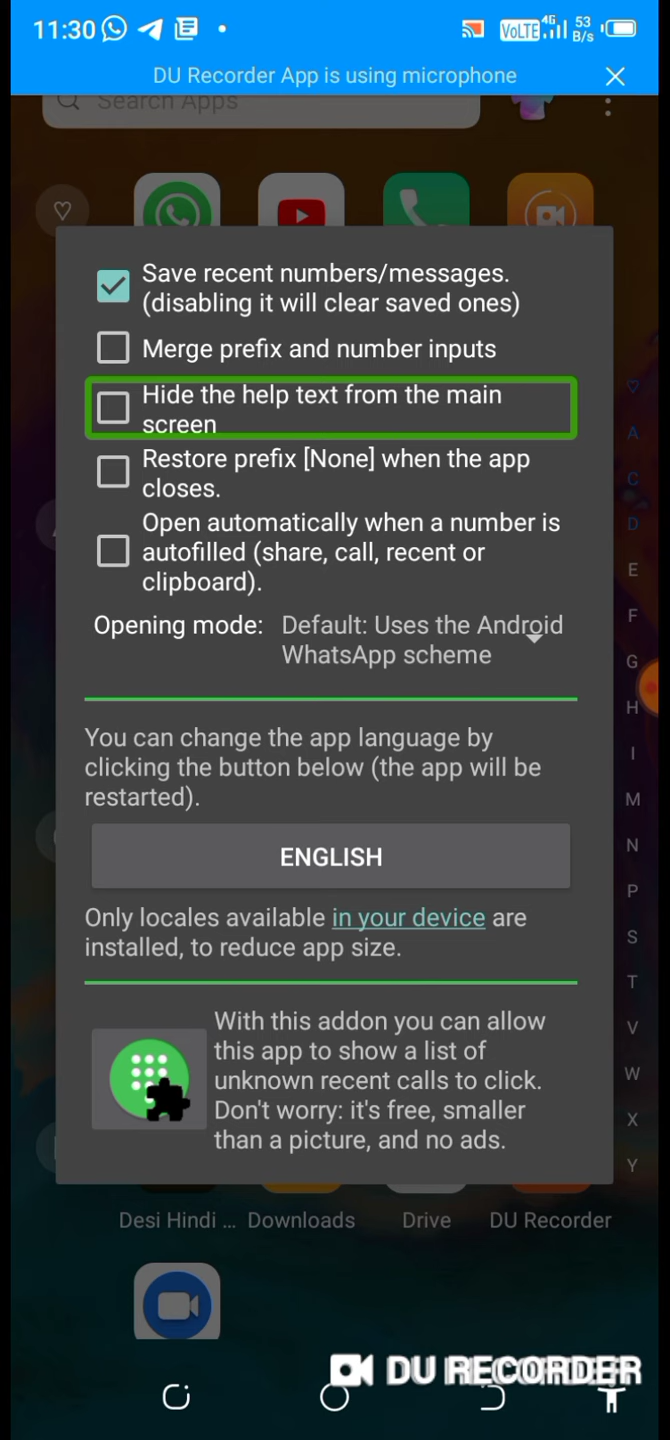 11:30
VoLTE 4G 53 B/s
DU Recorder App is using microphone
Search Apps
Save recent numbers/messages.
(disabling it will clear saved ones)
Merge prefix and number inputs
Hide the help text from the main
screen
Restore prefix [None] when the app
closes.
Open automatically when a number is
autofilled (share, call, recent or
clipboard).
Opening mode: Default: Uses the Android
WhatsApp scheme
You can change the app language by
clicking the button below (the app will be
restarted).
ENGLISH
Only locales available in your device are
installed, to reduce app size.
With this addon you can allow
this app to show a list of
unknown recent calls to click.
Don't worry: it's free, smaller
than a picture, and no ads.
A
C
D
E
F
G
H
I
M
N
P
S
T
V
W
X
Y
Desi Hindi ... Downloads Drive DU Recorder
DU RECORDER